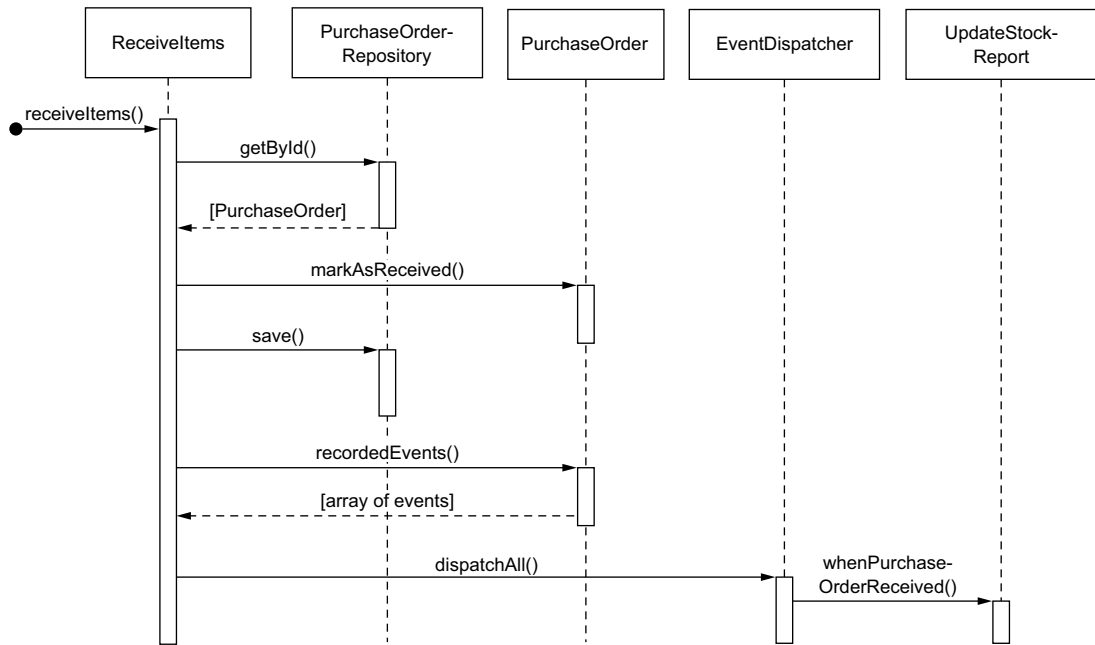 ReceiveItems
PurchaseOrder-
Repository
PurchaseOrder
EventDispatcher
UpdateStock-
Report
receiveItems()
getById()
[PurchaseOrder]
markAsReceived()
save()
recordedEvents()
[array of events]
dispatchAll()
whenPurchase-
OrderReceived()